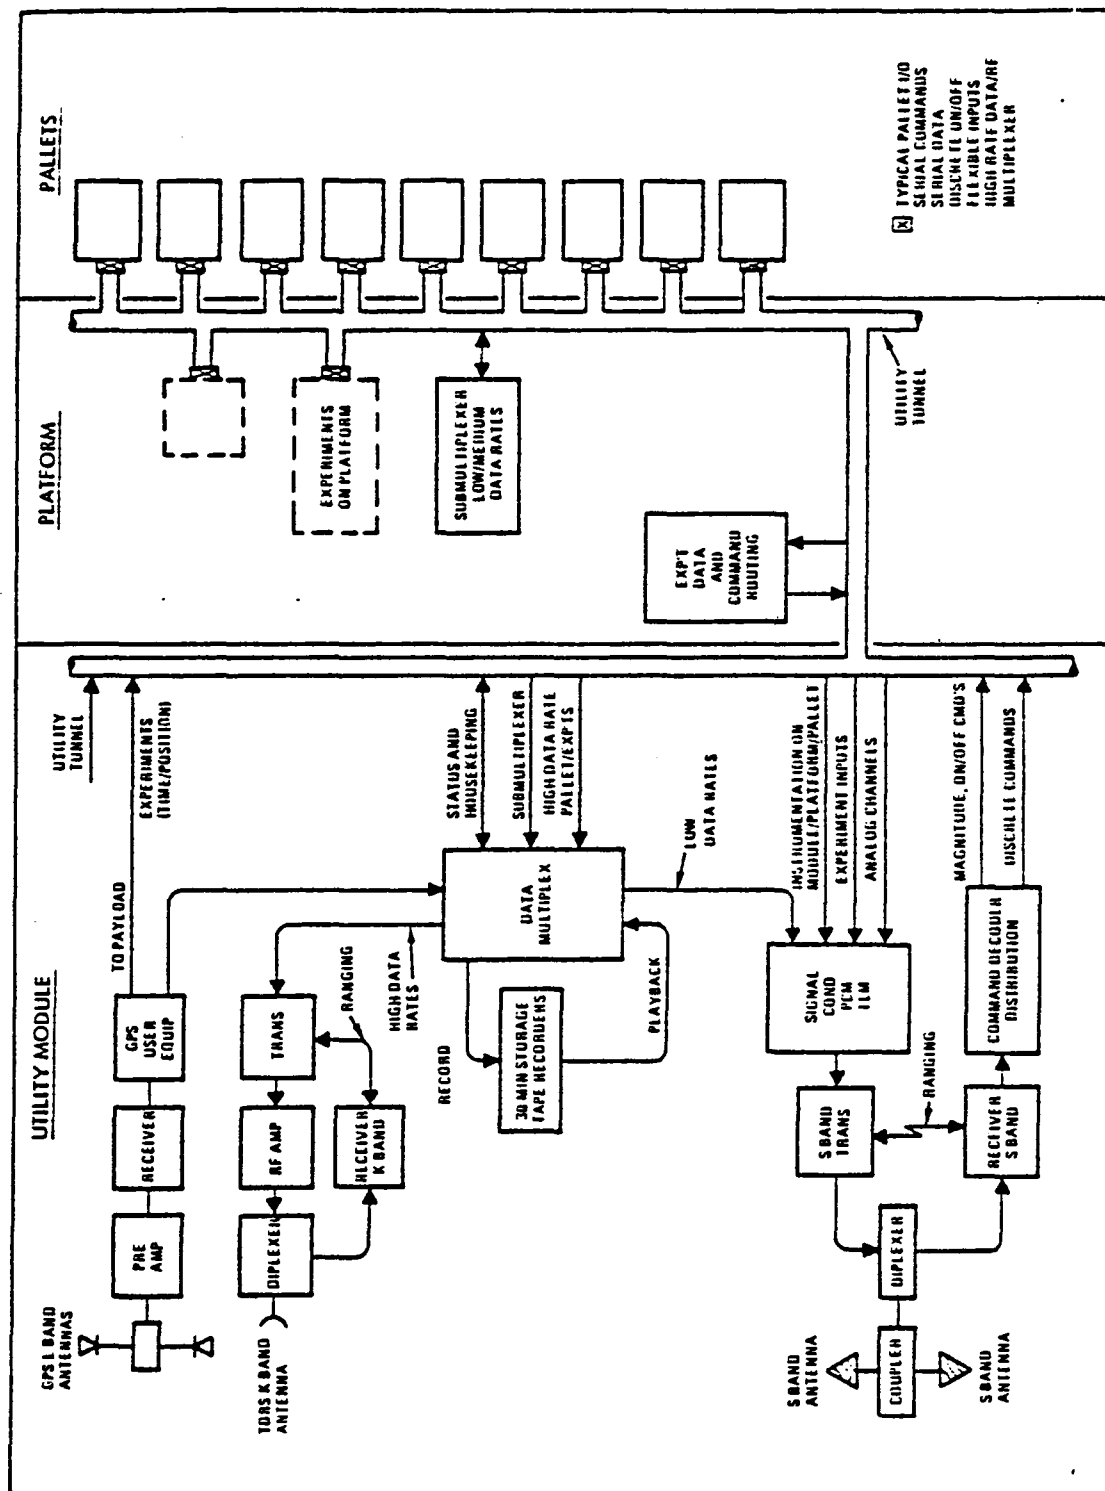 UTILITY MODULE
PLATFORM
PALLETS
GPS L BAND
ANTENNAS
PRE
AMP
RECEIVER
GPS
USER
EQUIP
TO PAYLOAD
EXPERIMENTS
(TIME/POSITION)
UTILITY
TUNNEL
TDRS K BAND
ANTENNA
DIPLEXER
RF AMP
TRANS
RECEIVER
K BAND
RANGING
HIGH DATA
RATES
RECORD
30 MIN STORAGE
TAPE RECORDERS
PLAYBACK
DATA
MULTIPLEX
STATUS AND
HOUSEKEEPING
SUBMULTIPLEXER
HIGH DATA RATE
PALLET/EXPTS
LOW
DATA RATES
INSTRUMENTATION ON
MODULE/PLATFORM/PALLET
EXPERIMENT INPUTS
ANALOG CHANNELS
SIGNAL
COND
PCM
TLM
S BAND
TRANS
RANGING
RECEIVER
S BAND
COMMAND DECODER
DISTRIBUTION
MAGNITUDE, ON/OFF CMD'S
DISCRETE COMMANDS
DIPLEXER
COUPLER
S BAND
ANTENNA
S BAND
ANTENNA
EXPERIMENTS
ON PLATFORM
SUBMULTIPLEXER
LOW/MEDIUM
DATA RATES
EXP'T
DATA
AND
COMMAND
ROUTING
UTILITY
TUNNEL
X TYPICAL PALLET I/O
SERIAL COMMANDS
SERIAL DATA
DISCRETE ON/OFF
FLEXIBLE INPUTS
HIGH RATE DATA/RF
MULTIPLEXER